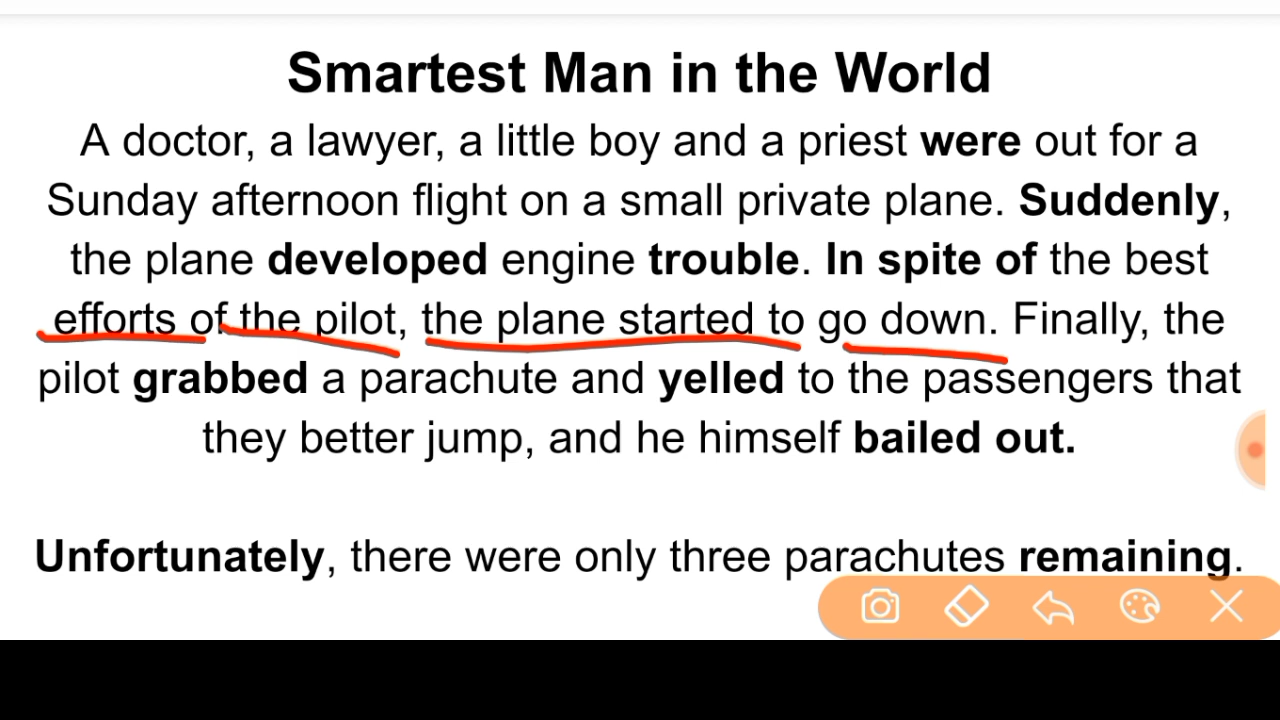 Smartest Man in the World
A doctor, a lawyer, a little boy and a priest were out for a
Sunday afternoon flight on a small private plane. Suddenly,
the plane developed engine trouble. In spite of the best
efforts of the pilot, the plane started to go down. Finally, the
pilot grabbed a parachute and yelled to the passengers that
they better jump, and he himself bailed out.
Unfortunately, there were only three parachutes remaining.